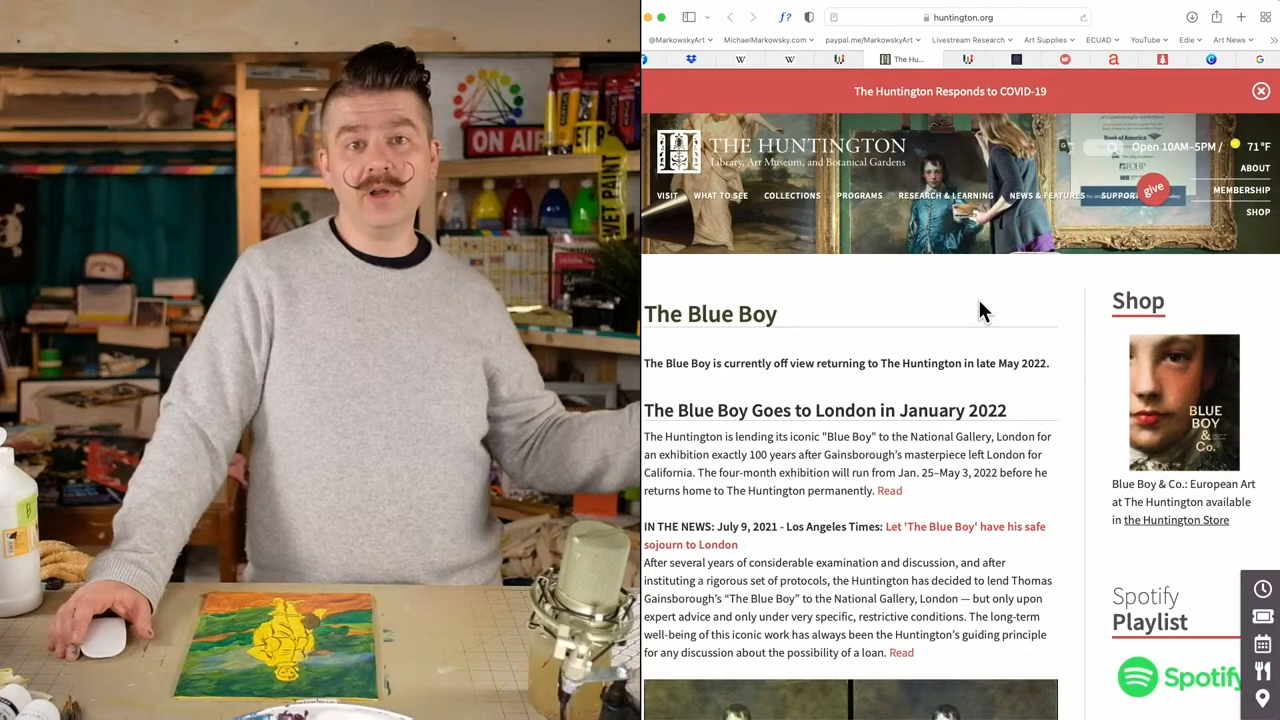 ON AIR
WET PAINT
huntington.org
@MarkowskyArt
MichaelMarkowsky.com
paypal.me/MarkowskyArt
Livestream Research
Art Supplies
ECUAD
YouTube
Edie
Art News
The Hu...
The Huntington Responds to COVID-19
THE HUNTINGTON
Library, Art Museum, and Botanical Gardens
Open 10AM–5PM /
71°F
ABOUT
MEMBERSHIP
SHOP
VISIT
WHAT TO SEE
COLLECTIONS
PROGRAMS
RESEARCH & LEARNING
NEWS & FEATURES
SUPPORT
give
The Blue Boy
The Blue Boy is currently off view returning to The Huntington in late May 2022.
The Blue Boy Goes to London in January 2022
The Huntington is lending its iconic "Blue Boy" to the National Gallery, London for
an exhibition exactly 100 years after Gainsborough's masterpiece left London for
California. The four-month exhibition will run from Jan. 25–May 3, 2022 before he
returns home to The Huntington permanently. Read
IN THE NEWS: July 9, 2021 - Los Angeles Times: Let 'The Blue Boy' have his safe
sojourn to London
After several years of considerable examination and discussion, and after
instituting a rigorous set of protocols, the Huntington has decided to lend Thomas
Gainsborough's “The Blue Boy” to the National Gallery, London — but only upon
expert advice and only under very specific, restrictive conditions. The long-term
well-being of this iconic work has always been the Huntington's guiding principle
for any discussion about the possibility of a loan. Read
Shop
BLUE
BOY
& Co.
Blue Boy & Co.: European Art
at The Huntington available
in the Huntington Store
Spotify
Playlist
Spotify